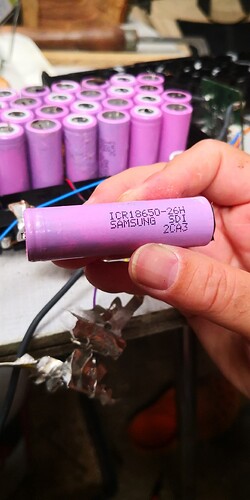 ICR18650-26H
SAMSUNG SDI
2CA3